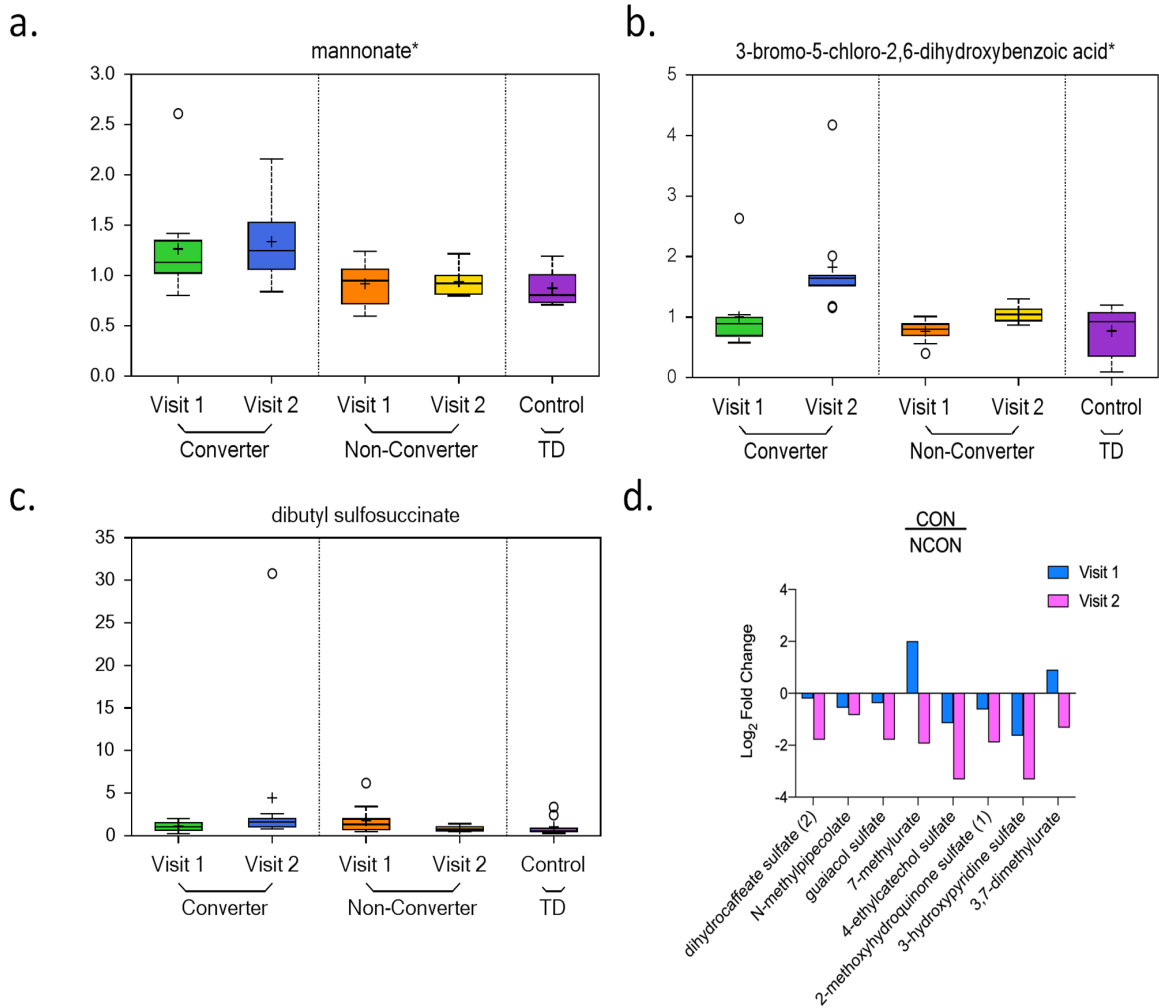 a.
mannonate*
3.0
2.5
2.0
1.5
1.0
0.5
0.0
Visit 1 Visit 2 Visit 1 Visit 2 Control
Converter Non-Converter TD
b.
3-bromo-5-chloro-2,6-dihydroxybenzoic acid*
5
4
3
2
1
0
Visit 1 Visit 2 Visit 1 Visit 2 Control
Converter Non-Converter TD
c.
dibutyl sulfosuccinate
35
30
25
20
15
10
5
0
Visit 1 Visit 2 Visit 1 Visit 2 Control
Converter Non-Converter TD
d.
CON
NCON
Visit 1
Visit 2
Log2 Fold Change
4
2
0
-2
-4
dihydrocaffeate sulfate (2)
N-methylpipecolate
guaiacol sulfate
7-methylurate
4-ethylcatechol sulfate
2-methoxyhydroquinone sulfate (1)
3-hydroxypyridine sulfate
3,7-dimethylurate